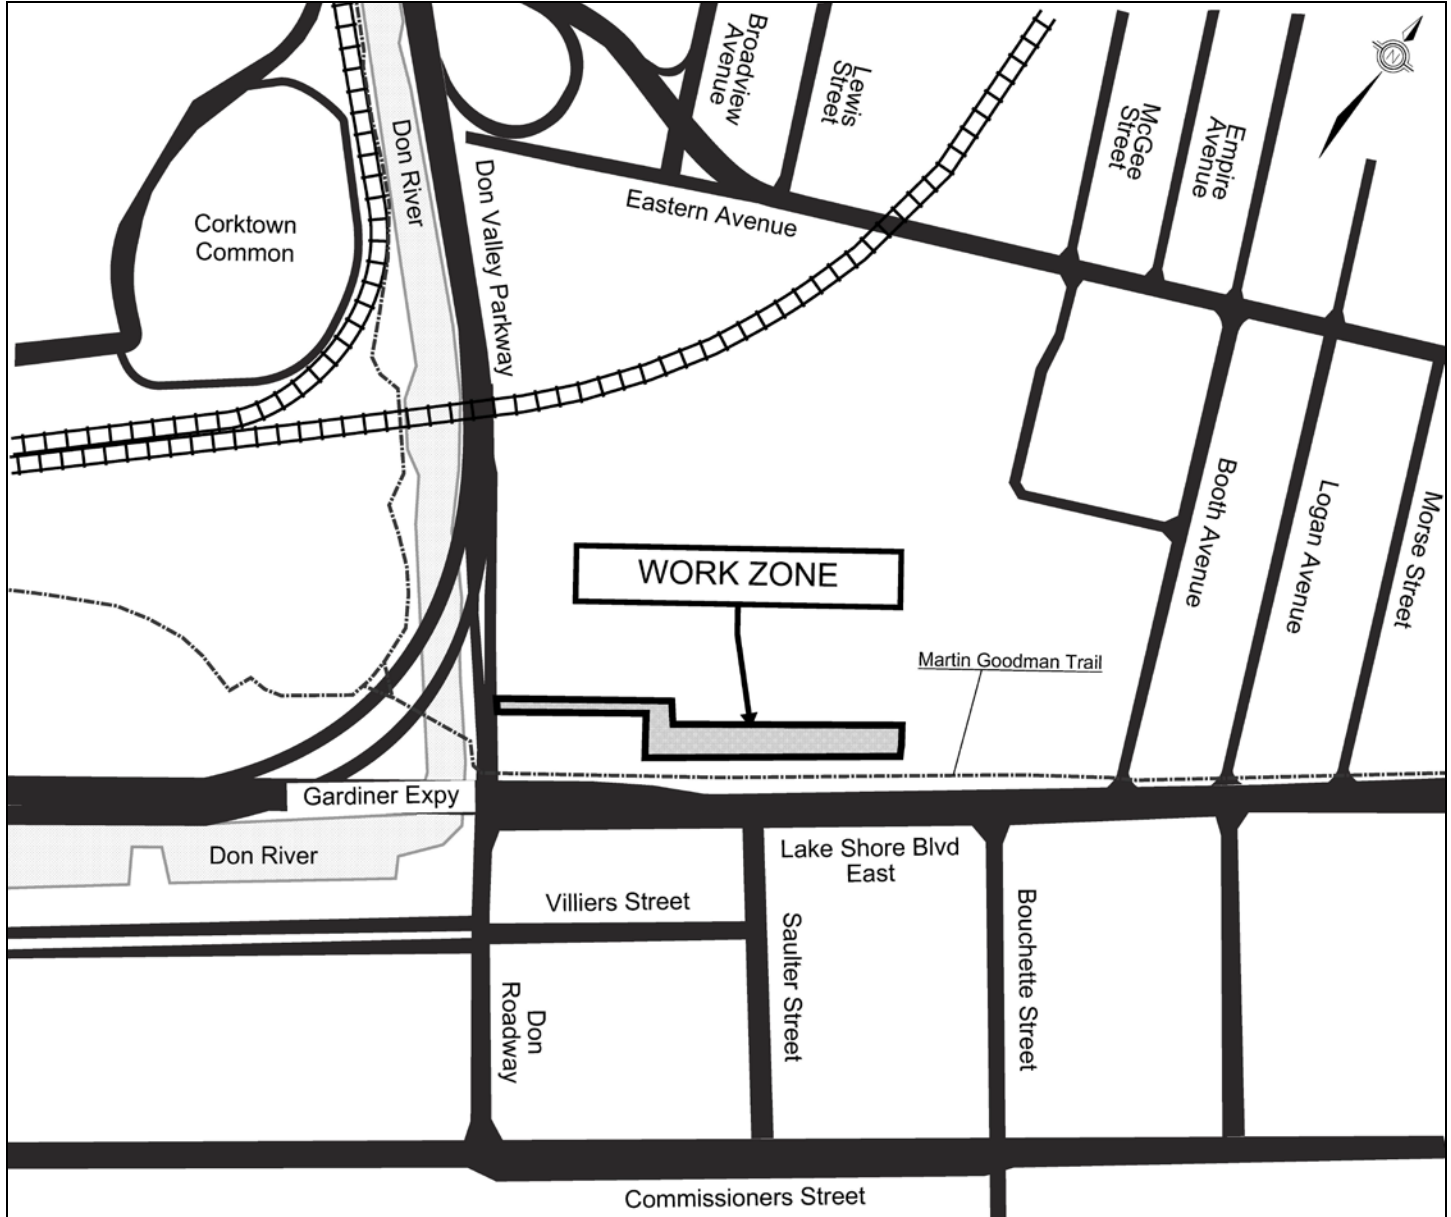 Broadview
Avenue
Lewis
Street
N
McGee
Street
Empire
Avenue
Don River
Don Valley Parkway
Eastern Avenue
Corktown
Common
Booth Avenue
Logan Avenue
Morse Street
WORK ZONE
Martin Goodman Trail
Gardiner Expy
Don River
Lake Shore Blvd
East
Villiers Street
Saulter Street
Bouchette Street
Don
Roadway
Commissioners Street